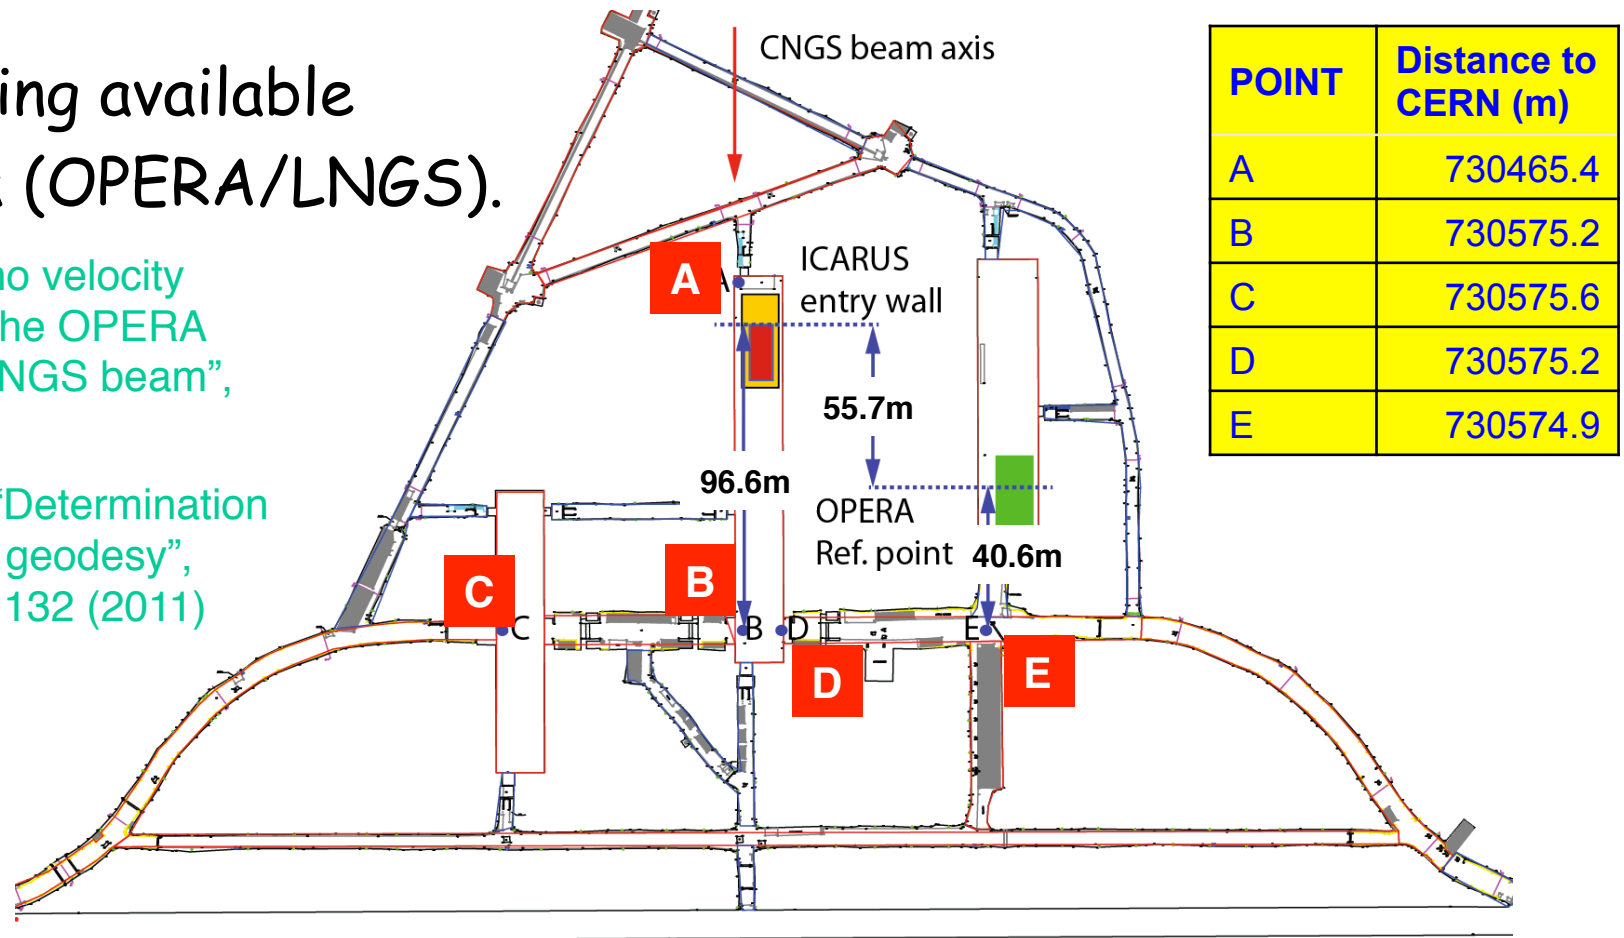 ing available
(OPERA/LNGS).
no velocity
he OPERA
NGS beam”,
“Determination
geodesy”,
132 (2011)
CNGS beam axis
A
ICARUS
entry wall
55.7m
96.6m
OPERA
Ref. point
40.6m
C
B
C
B
D
E
D
E
POINT	Distance to
CERN (m)
A	730465.4
B	730575.2
C	730575.6
D	730575.2
E	730574.9